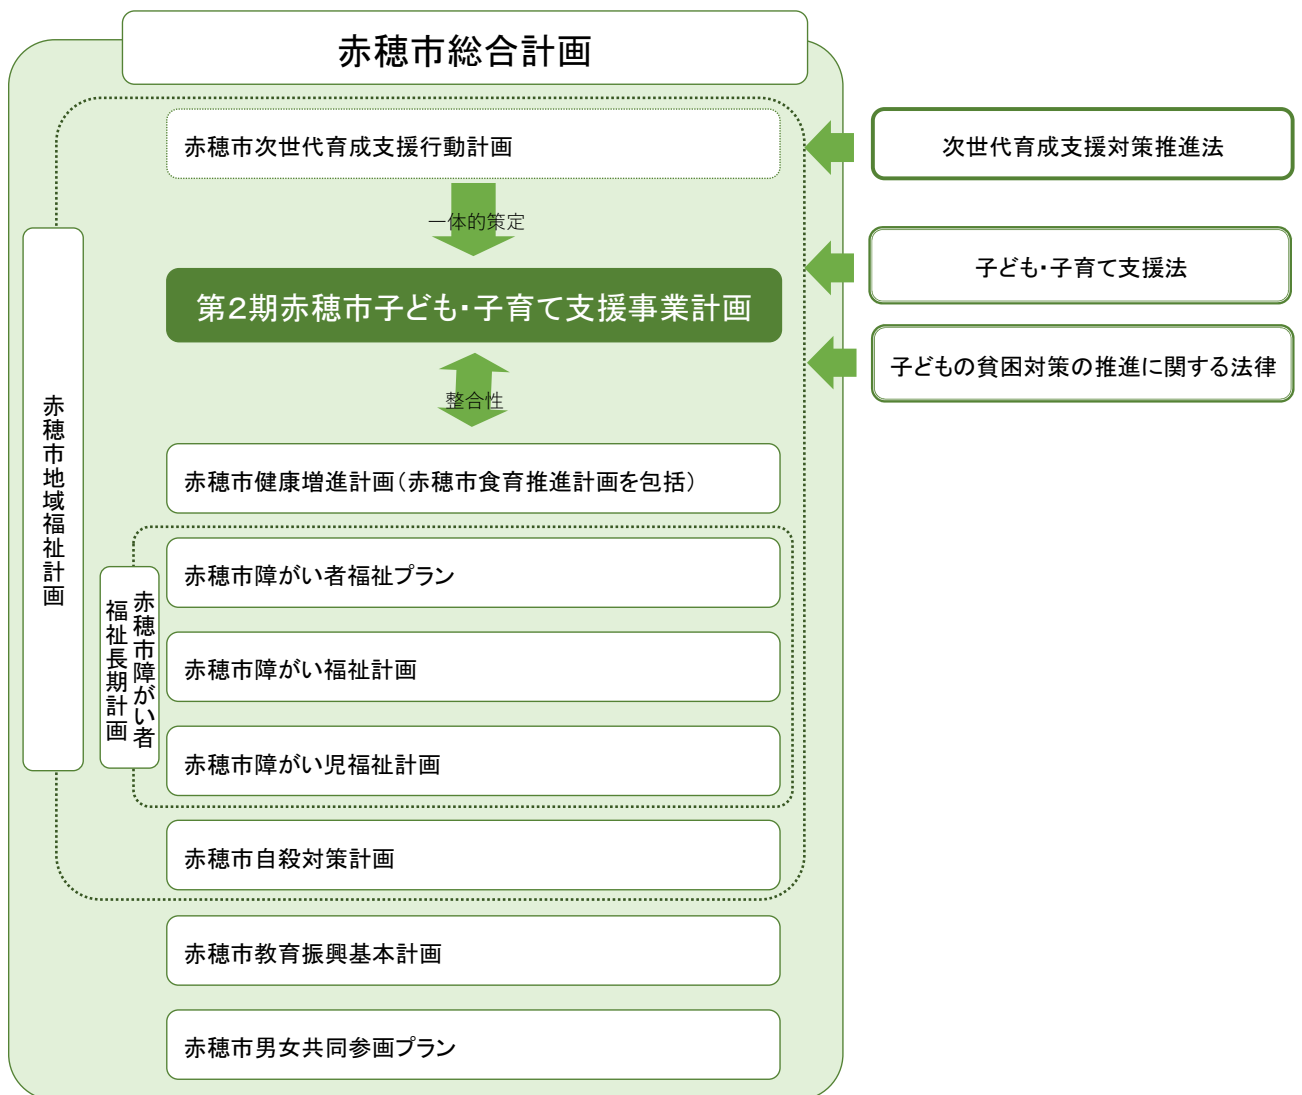 赤穂市総合計画
赤穂市次世代育成支援行動計画
次世代育成支援対策推進法
一体的策定
子ども・子育て支援法
第２期赤穂市子ども・子育て支援事業計画
子どもの貧困対策の推進に関する法律
整合性
赤穂市地域福祉計画
赤穂市健康増進計画（赤穂市食育推進計画を包括）
赤穂市障がい者
福祉長期計画
赤穂市障がい者福祉プラン
赤穂市障がい福祉計画
赤穂市障がい児福祉計画
赤穂市自殺対策計画
赤穂市教育振興基本計画
赤穂市男女共同参画プラン